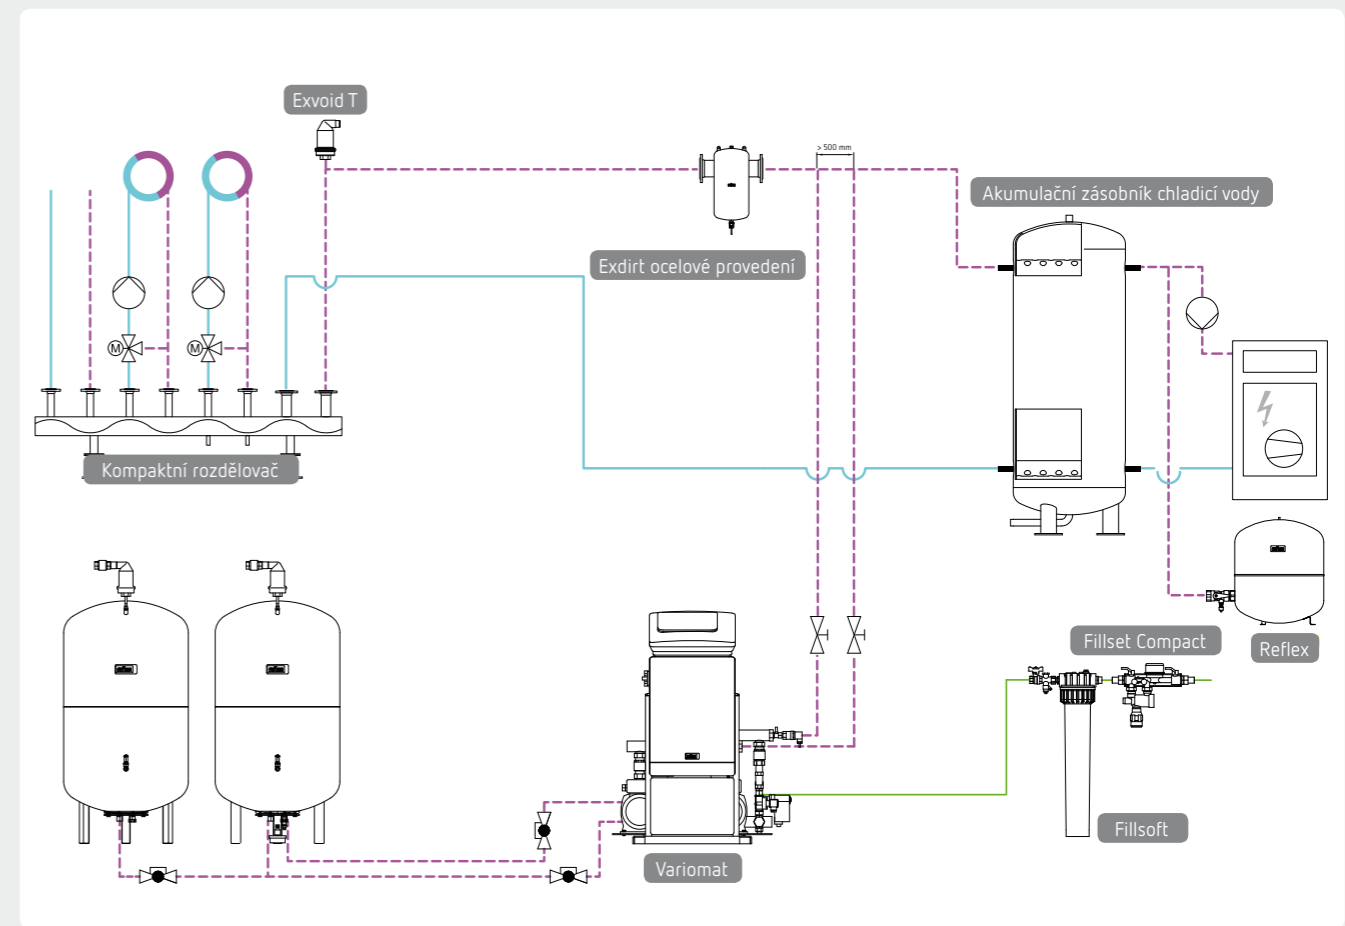 Exvoid T
> 500 mm
Akumulační zásobník chladicí vody
Exdirt ocelové provedení
M
M
Kompaktní rozdělovač
Fillset Compact
Reflex
Fillsoft
Variomat